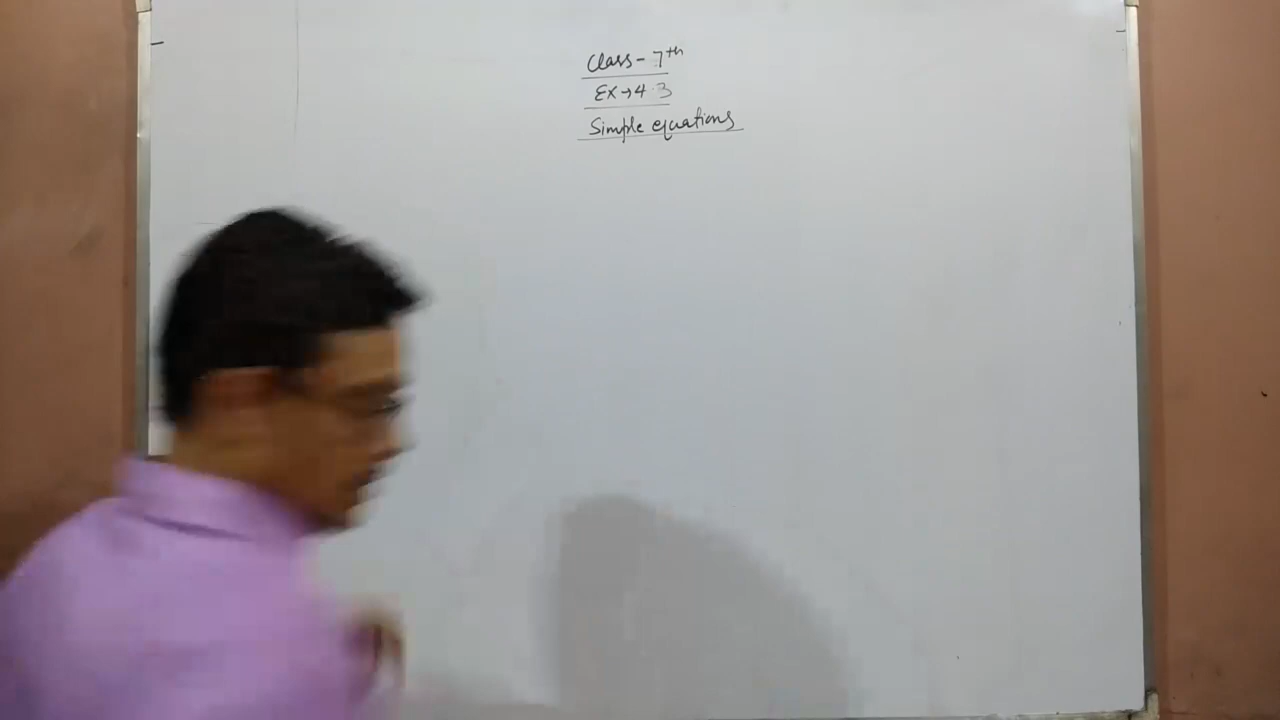 Class - 7th
Ex → 4.3
Simple equations